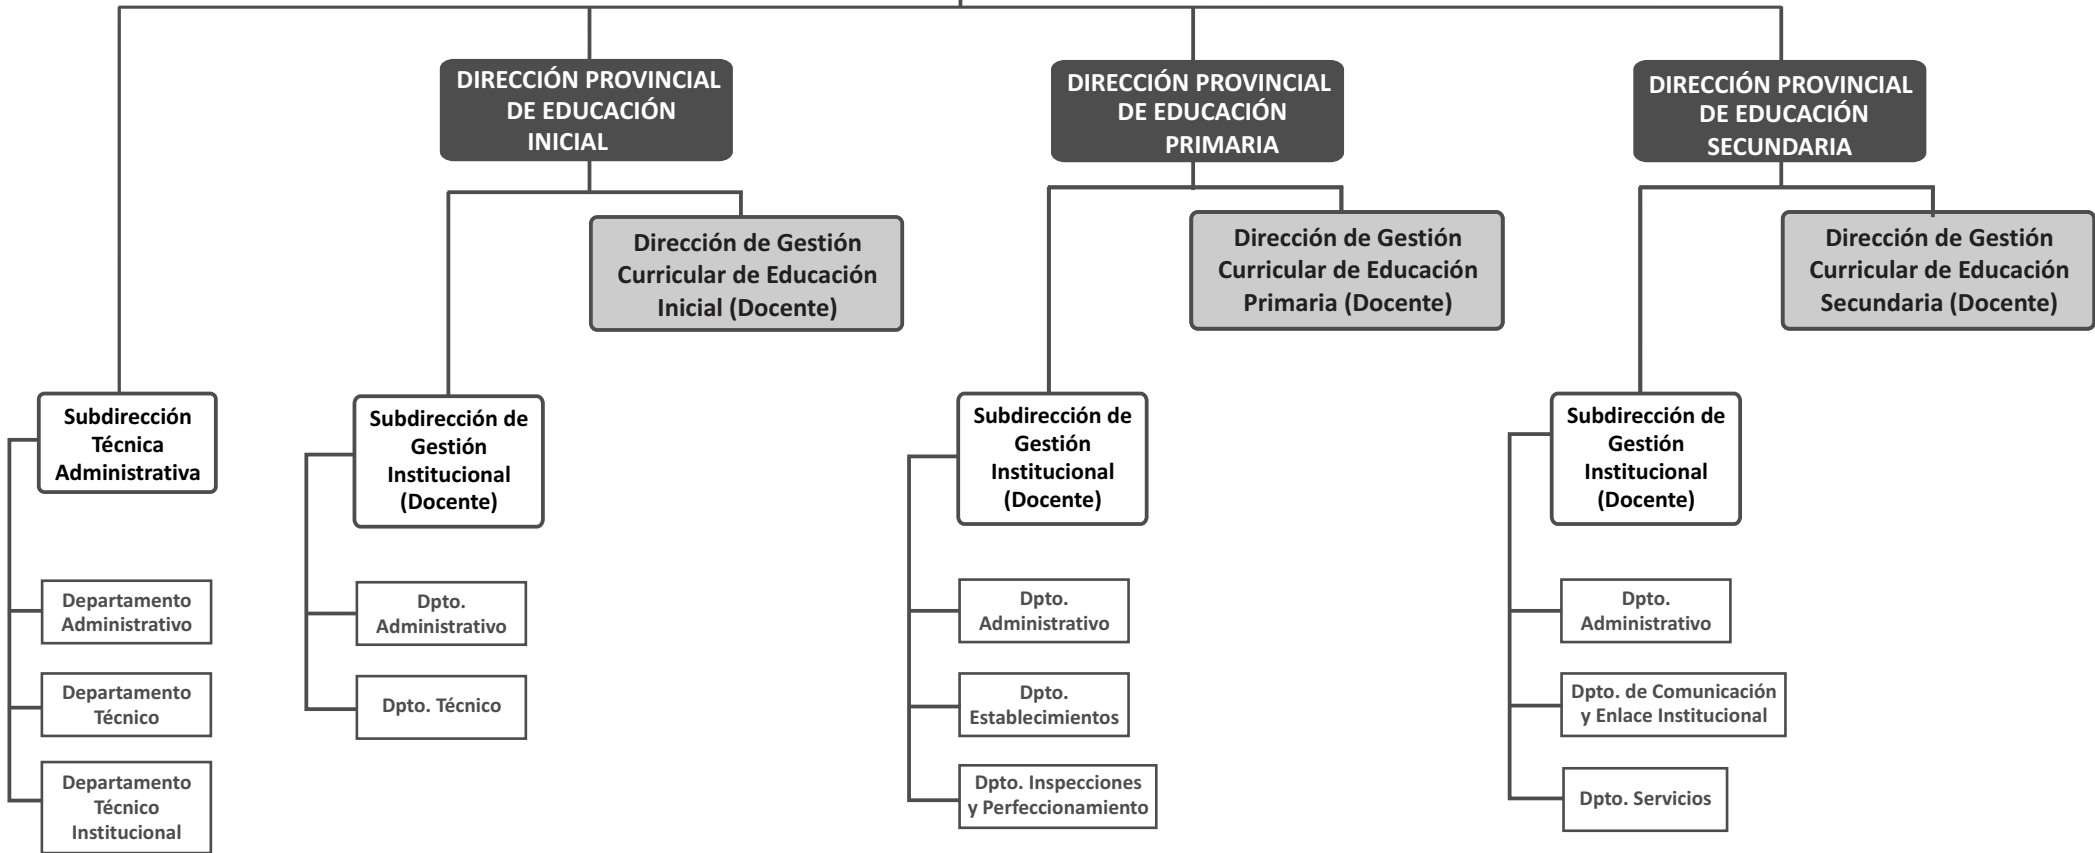 DIRECCIÓN PROVINCIAL
DE EDUCACIÓN
INICIAL
DIRECCIÓN PROVINCIAL
DE EDUCACIÓN
PRIMARIA
DIRECCIÓN PROVINCIAL
DE EDUCACIÓN
SECUNDARIA
Dirección de Gestión
Curricular de Educación
Inicial (Docente)
Dirección de Gestión
Curricular de Educación
Primaria (Docente)
Dirección de Gestión
Curricular de Educación
Secundaria (Docente)
Subdirección
Técnica
Administrativa
Subdirección de
Gestión
Institucional
(Docente)
Subdirección de
Gestión
Institucional
(Docente)
Subdirección de
Gestión
Institucional
(Docente)
Departamento
Administrativo
Dpto.
Administrativo
Dpto.
Administrativo
Dpto.
Administrativo
Departamento
Técnico
Dpto. Técnico
Dpto.
Establecimientos
Dpto. de Comunicación
y Enlace Institucional
Departamento
Técnico
Institucional
Dpto. Inspecciones
y Perfeccionamiento
Dpto. Servicios